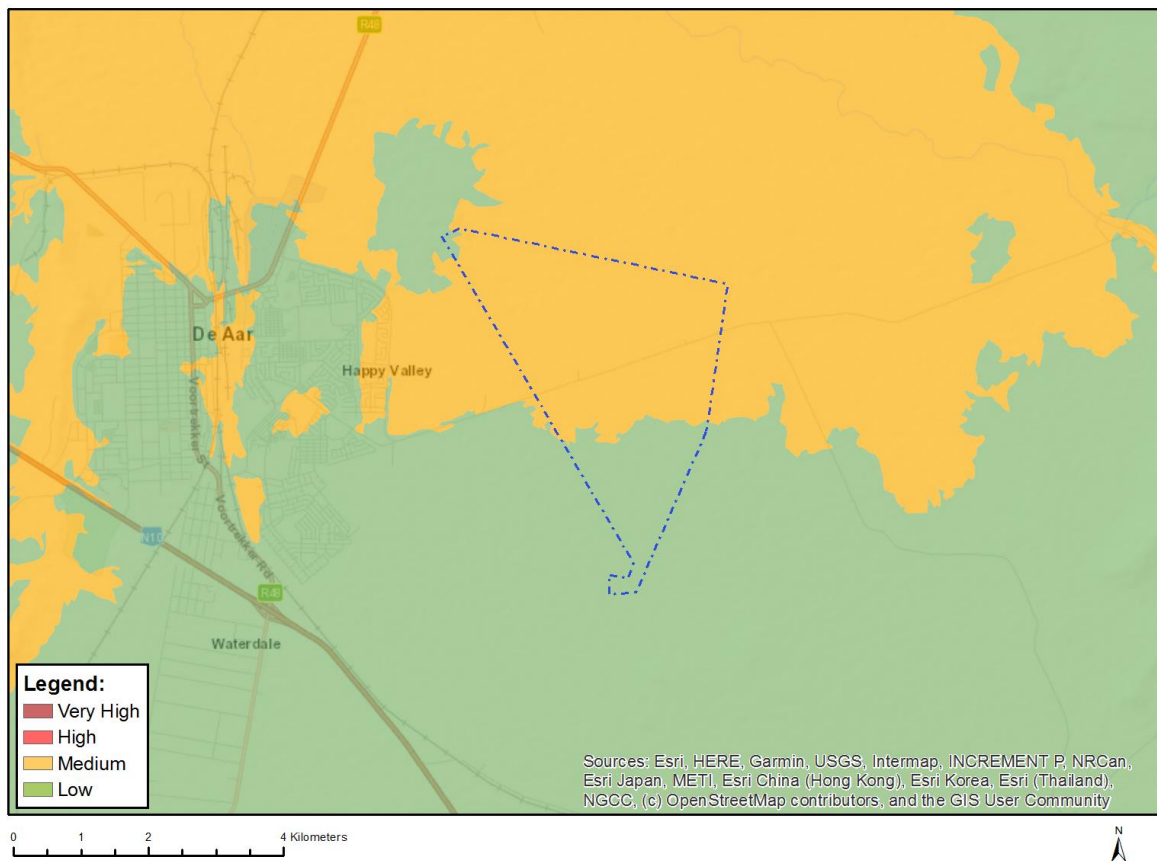 R48
De Aar
Happy Valley
Voortrekker St
Voortrekker Rd
N10
R48
Waterdale
Legend:
Very High
High
Medium
Low
Sources: Esri, HERE, Garmin, USGS, Intermap, INCREMENT P, NRCan,
Esri Japan, METI, Esri China (Hong Kong), Esri Korea, Esri (Thailand),
NGCC, (c) OpenStreetMap contributors, and the GIS User Community
0 1 2 4 Kilometers
N